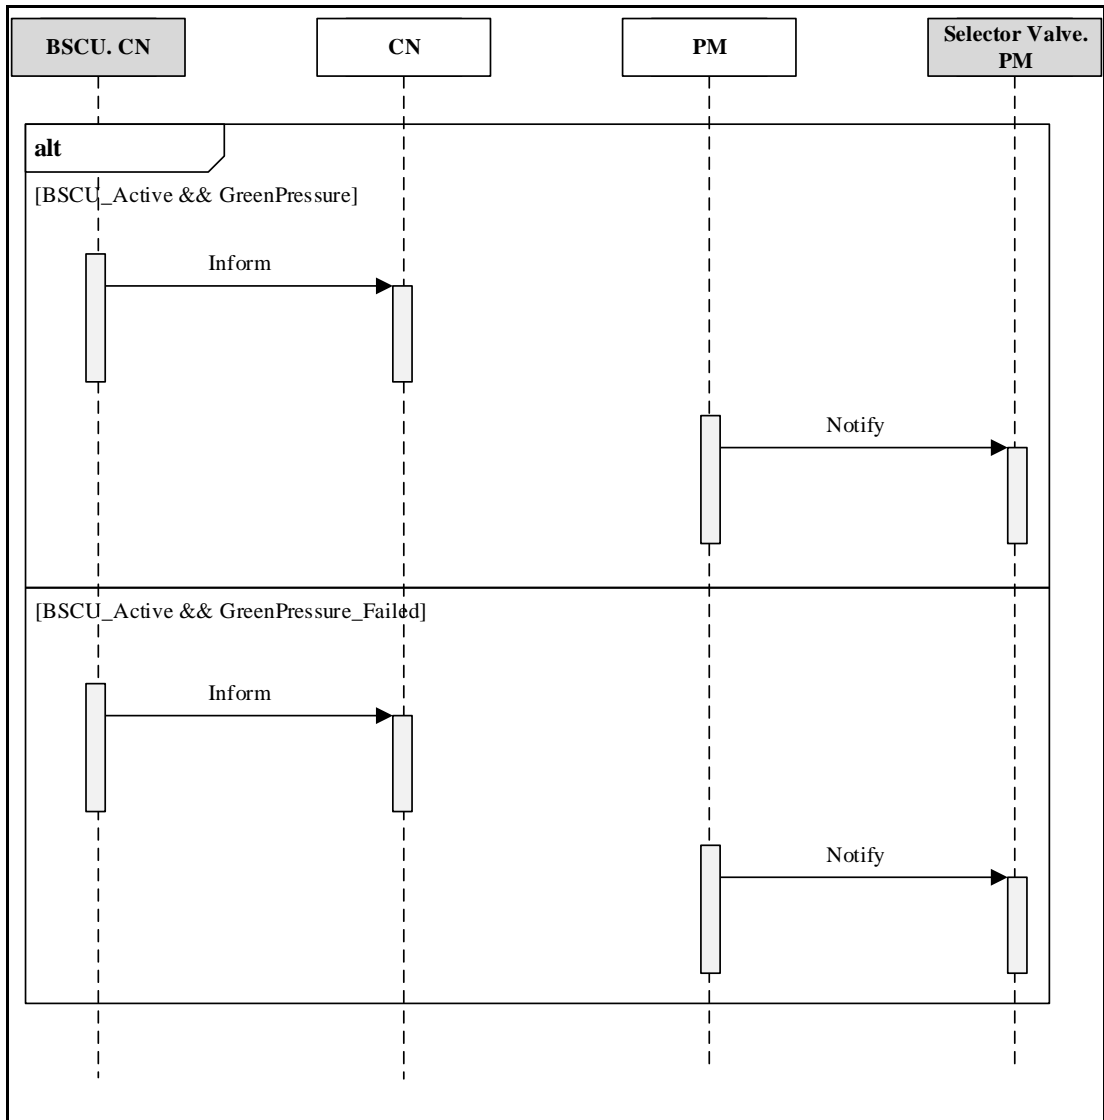 BSCU. CN
CN
PM
Selector Valve.
PM
alt
[BSCU_Active && GreenPressure]
Inform
Notify
[BSCU_Active && GreenPressure_Failed]
Inform
Notify